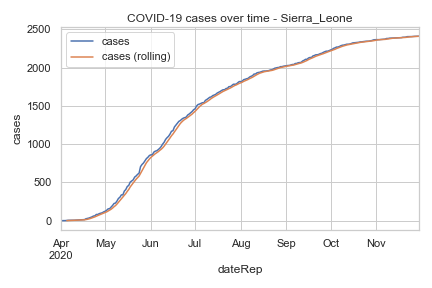 COVID-19 cases over time - Sierra_Leone
cases
cases (rolling)
2500
2000
1500
1000
500
0
cases
Apr May Jun Jul Aug Sep Oct Nov
2020
dateRep